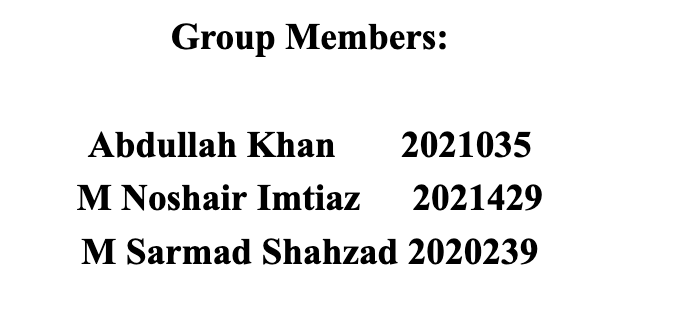 Group Members:
Abdullah Khan 2021035
M Noshair Imtiaz 2021429
M Sarmad Shahzad 2020239